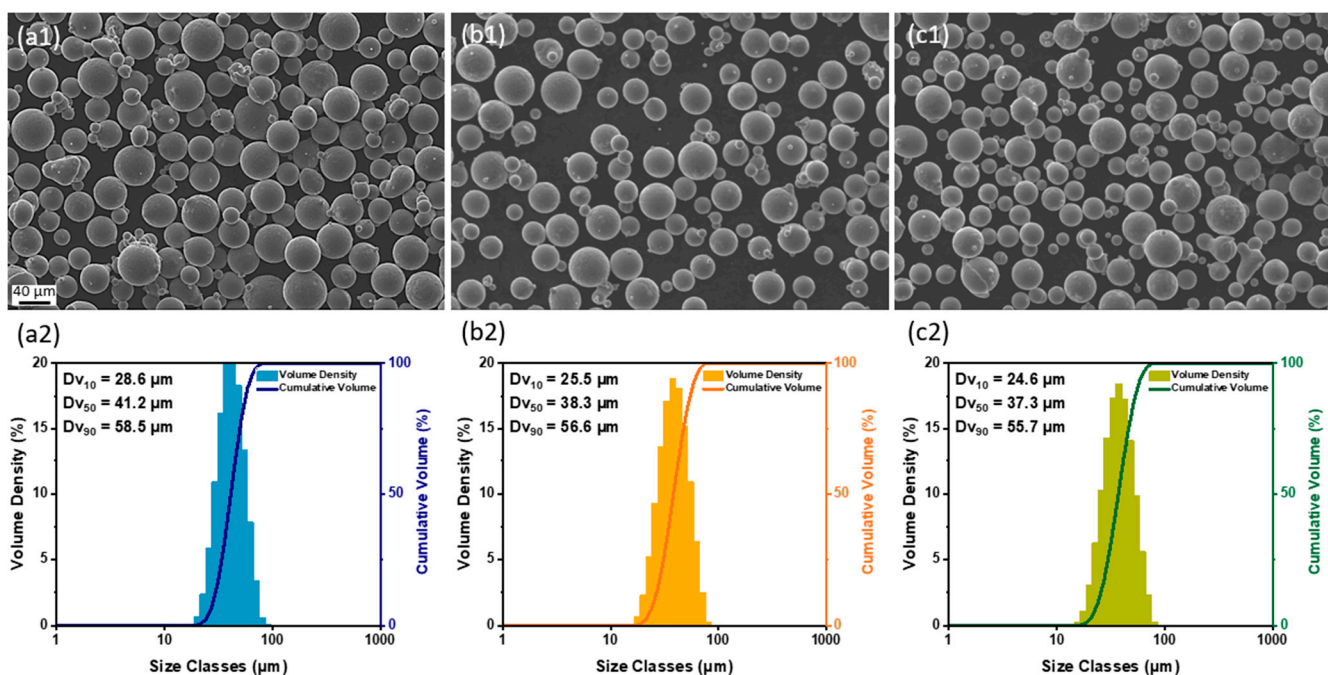 (a1)
(b1)
(c1)
40 µm
(a2)
(b2)
(c2)
20
15
10
5
0
Volume Density (%)
Dv10 = 28.6 µm
Dv50 = 41.2 µm
Dv90 = 58.5 µm
Volume Density
Cumulative Volume
100
50
0
Cumulative Volume (%)
1 10 100 1000
Size Classes (µm)
20
15
10
5
0
Volume Density (%)
Dv10 = 25.5 µm
Dv50 = 38.3 µm
Dv90 = 56.6 µm
Volume Density
Cumulative Volume
100
50
0
Cumulative Volume (%)
1 10 100 1000
Size Classes (µm)
20
15
10
5
0
Volume Density (%)
Dv10 = 24.6 µm
Dv50 = 37.3 µm
Dv90 = 55.7 µm
Volume Density
Cumulative Volume
100
50
0
Cumulative Volume (%)
1 10 100 1000
Size Classes (µm)